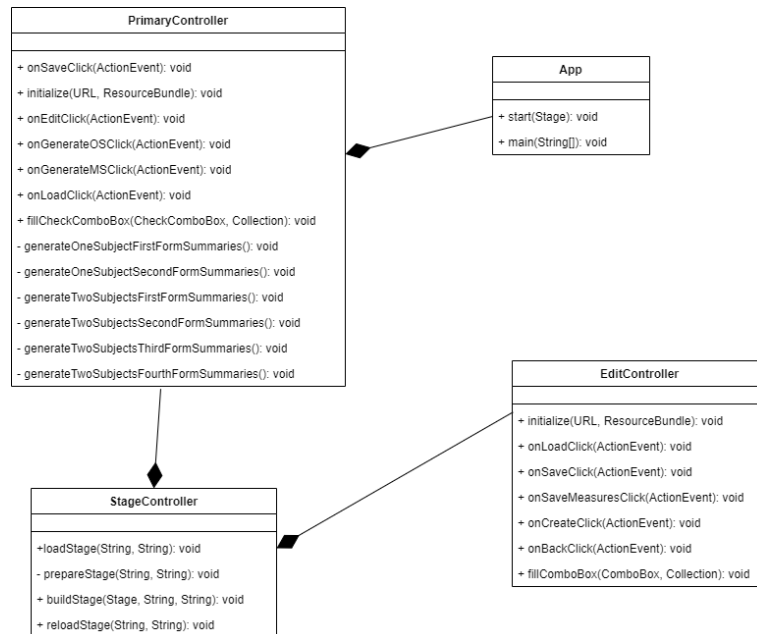 PrimaryController
+ onSaveClick(ActionEvent): void
+ initialize(URL, ResourceBundle): void
+ onEditClick(ActionEvent): void
+ onGenerateOSClick(ActionEvent): void
+ onGenerateMSClick(ActionEvent): void
+ onLoadClick(ActionEvent): void
+ fillCheckComboBox(CheckComboBox, Collection): void
- generateOneSubjectFirstFormSummaries(): void
- generateOneSubjectSecondFormSummaries(): void
- generateTwoSubjectsFirstFormSummaries(): void
- generateTwoSubjectsSecondFormSummaries(): void
- generateTwoSubjectsThirdFormSummaries(): void
- generateTwoSubjectsFourthFormSummaries(): void
App
+ start(Stage): void
+ main(String[]): void
EditController
+ initialize(URL, ResourceBundle): void
+ onLoadClick(ActionEvent): void
+ onSaveClick(ActionEvent): void
+ onSaveMeasuresClick(ActionEvent): void
+ onCreateClick(ActionEvent): void
+ onBackClick(ActionEvent): void
+ fillComboBox(ComboBox, Collection): void
StageController
+loadStage(String, String): void
- prepareStage(String, String): void
+ buildStage(Stage, String, String): void
+ reloadStage(String, String): void